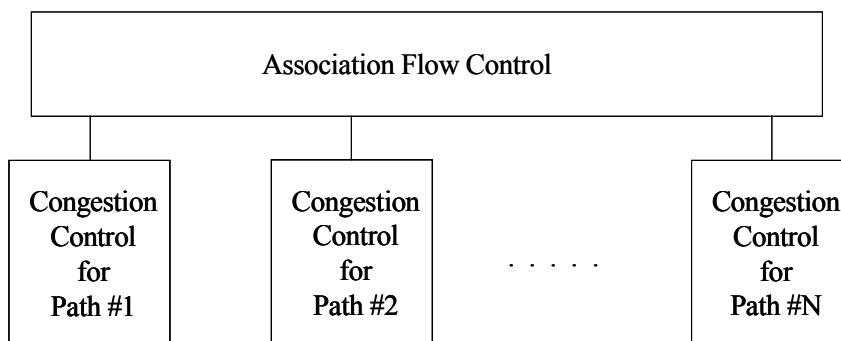 Association Flow Control
Congestion
Control
for
Path #1
Congestion
Control
for
Path #2
. . . . .
Congestion
Control
for
Path #N